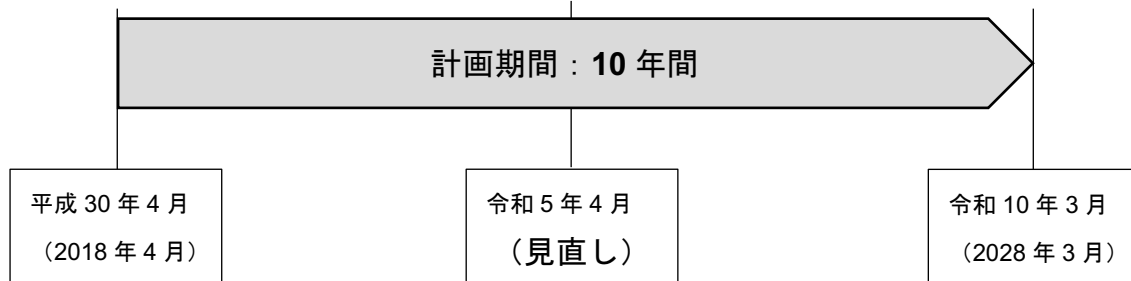 計画期間：10 年間
平成 30 年 4 月
（2018 年 4 月）
令和 5 年 4 月
（見直し）
令和 10 年 3 月
（2028 年 3 月）